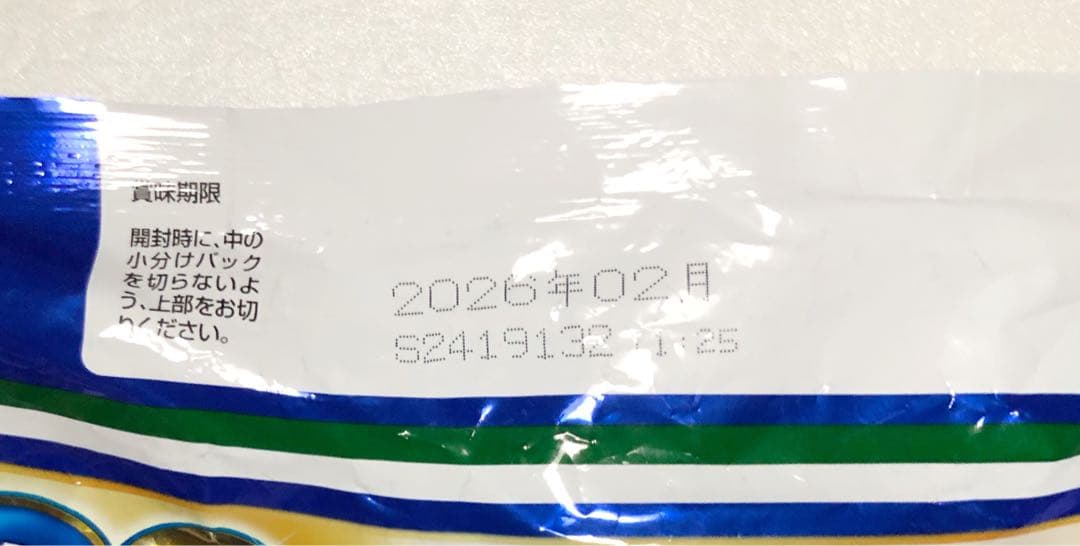 賞味期限
開封時に、中の
小分けパック
を切らないよ
う、上部をお切
りください。
2026年02月
S2419132 11:25